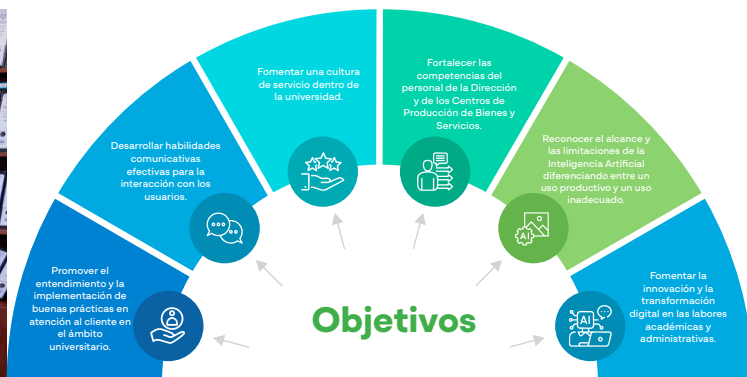 Promover el
entendimiento y la
implementación de
buenas prácticas en
atención al cliente en
el ámbito
universitario.
Desarrollar habilidades
comunicativas
efectivas para la
interacción con los
usuarios.
Fomentar una cultura
de servicio dentro de
la universidad.
Fortalecer las
competencias del
personal de la Dirección
y de los Centros de
Producción de Bienes y
Servicios.
Reconocer el alcance y
las limitaciones de la
Inteligencia Artificial
diferenciando entre un
uso productivo y un uso
inadecuado.
AI
Fomentar la
innovación y la
transformación
digital en las labores
académicas y
administrativas.
AI
Objetivos